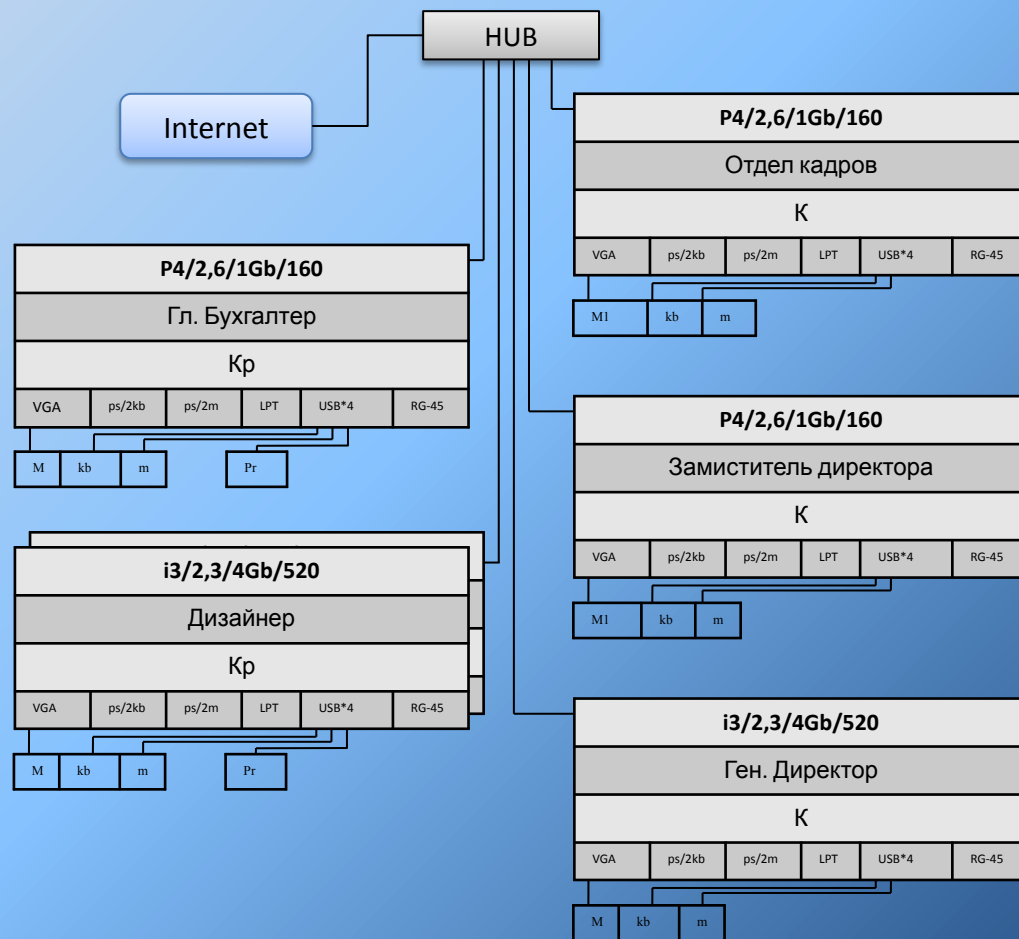 HUB
Internet
P4/2,6/1Gb/160
Отдел кадров
К
VGA ps/2kb ps/2m LPT USB*4 RG-45
M1 kb m
P4/2,6/1Gb/160
Гл. Бухгалтер
Кр
VGA ps/2kb ps/2m LPT USB*4 RG-45
M kb m Pr
P4/2,6/1Gb/160
Замиститель директора
К
VGA ps/2kb ps/2m LPT USB*4 RG-45
M1 kb m
i3/2,3/4Gb/520
Дизайнер
Кр
VGA ps/2kb ps/2m LPT USB*4 RG-45
M kb m Pr
i3/2,3/4Gb/520
Ген. Директор
К
VGA ps/2kb ps/2m LPT USB*4 RG-45
M kb m